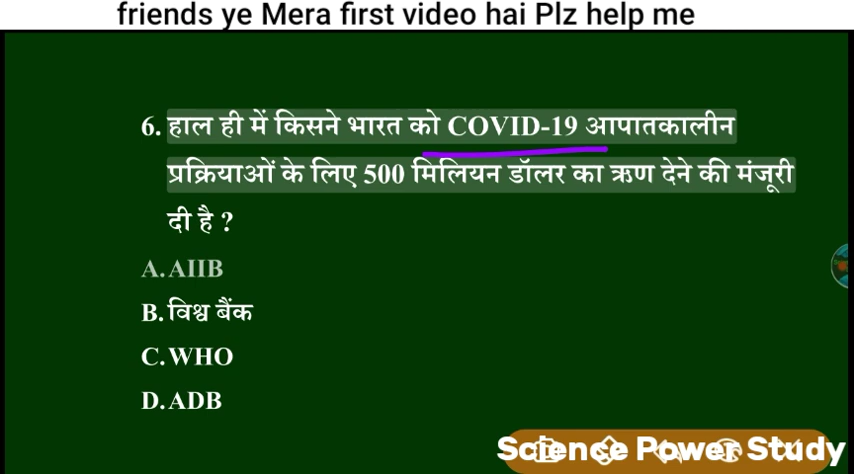 friends ye Mera first video hai Plz help me
6. हाल ही में किसने भारत को COVID-19 आपातकालीन
प्रक्रियाओं के लिए 500 मिलियन डॉलर का ऋण देने की मंजूरी
दी है ?
A. AIIB
B. विश्व बैंक
C. WHO
D. ADB
Science Power Study